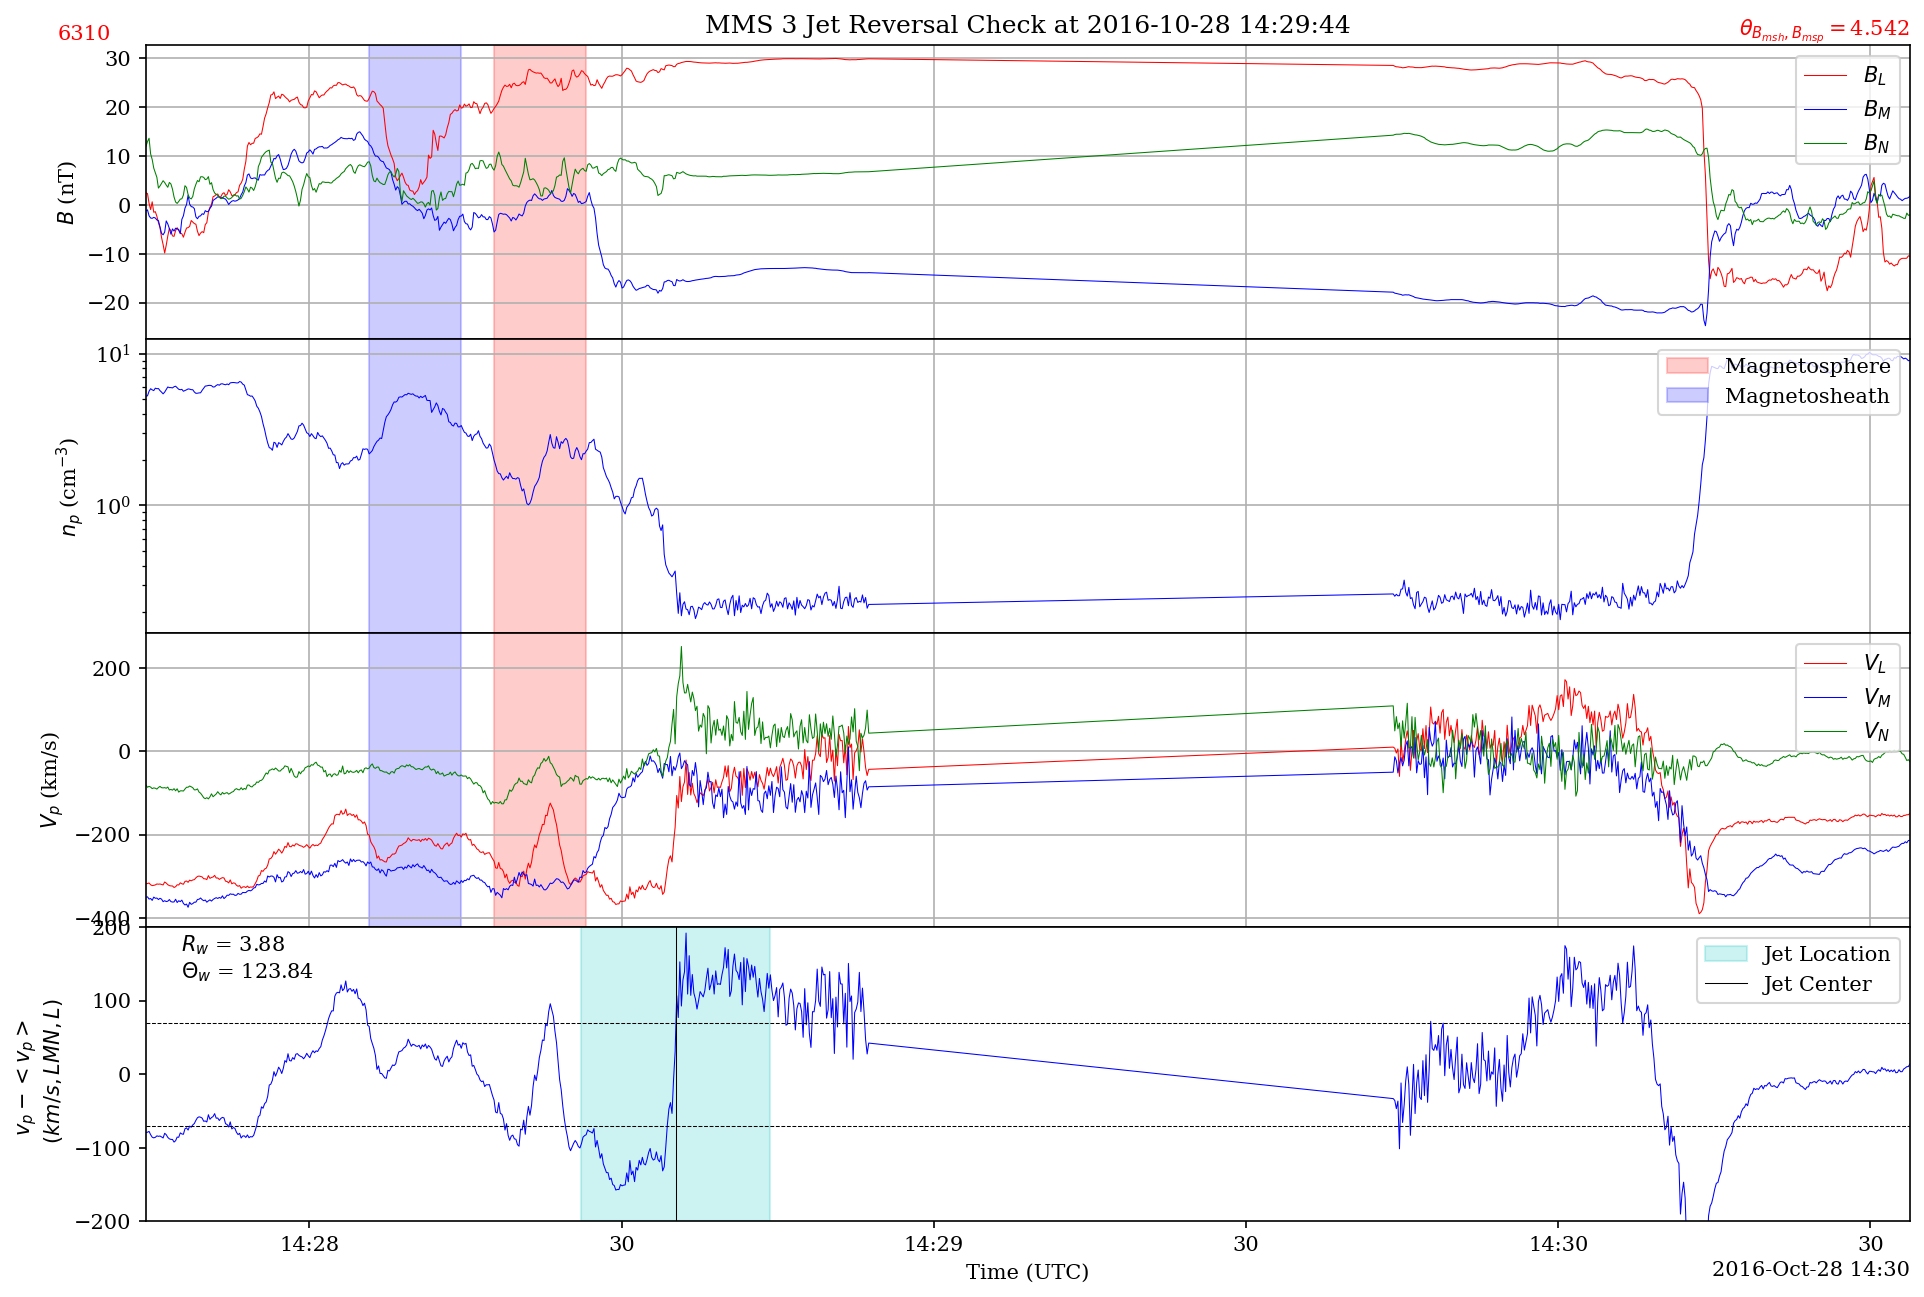 MMS 3 Jet Reversal Check at 2016-10-28 14:29:44
6310
θ_{B_{msh}, B_{msp}} = 4.542
30
20
10
0
−10
−20
B (nT)
B_L
B_M
B_N
10^1
10^0
n_p (cm^{−3})
Magnetosphere
Magnetosheath
200
0
−200
−400
V_p (km/s)
V_L
V_M
V_N
200
100
0
−100
−200
v_p − < v_p >
(km/s, LMN, L)
R_w = 3.88
Θ_w = 123.84
Jet Location
Jet Center
14:28
30
14:29
30
14:30
30
Time (UTC)
2016-Oct-28 14:30